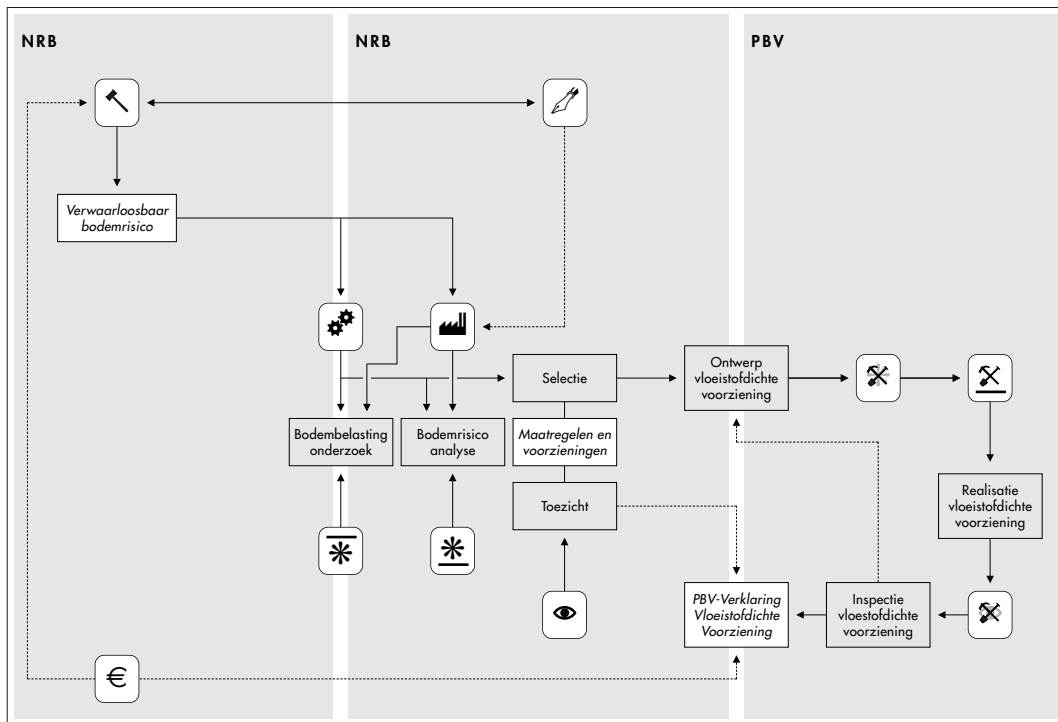 NRB
NRB
PBV
Verwaarloosbaar
bodemrisico
Selectie
Ontwerp
vloeistofdichte
voorziening
Bodembelasting
onderzoek
Bodemrisico
analyse
Maatregelen en
voorzieningen
Toezicht
Realisatie
vloeistofdichte
voorziening
PBV-Verklaring
Vloeistofdichte
Voorziening
Inspectie
vloestofdichte
voorziening
€